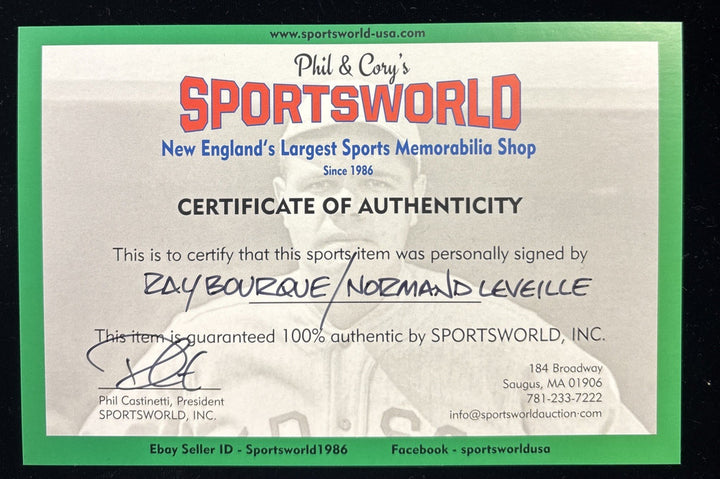 www.sportsworld-usa.com
Phil & Cory's
SPORTSWORLD
New England's Largest Sports Memorabilia Shop
Since 1986
CERTIFICATE OF AUTHENTICITY
This is to certify that this sports item was personally signed by
RAY BOURQUE / NORMAND LEVEILLE
This item is guaranteed 100% authentic by SPORTSWORLD, INC.
Phil Castinetti, President
SPORTSWORLD, INC.
184 Broadway
Saugus, MA 01906
781-233-7222
info@sportsworldauction.com
Ebay Seller ID - Sportsworld1986 Facebook - sportsworldusa